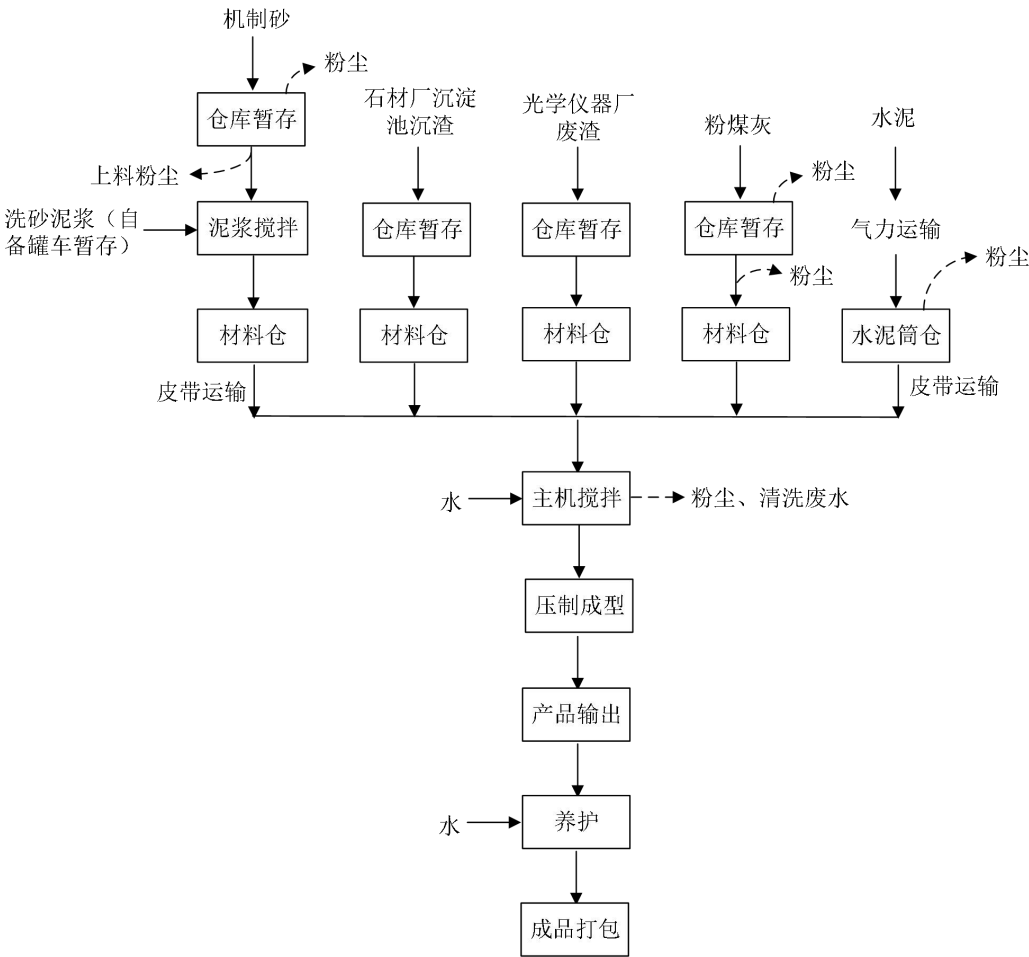 机制砂
粉尘
仓库暂存
上料粉尘
洗砂泥浆（自
备罐车暂存）
泥浆搅拌
材料仓
皮带运输
石材厂沉淀
池沉渣
仓库暂存
材料仓
光学仪器厂
废渣
仓库暂存
材料仓
粉煤灰
粉尘
仓库暂存
粉尘
材料仓
水泥
气力运输
粉尘
水泥筒仓
皮带运输
水
主机搅拌
粉尘、清洗废水
压制成型
产品输出
水
养护
成品打包